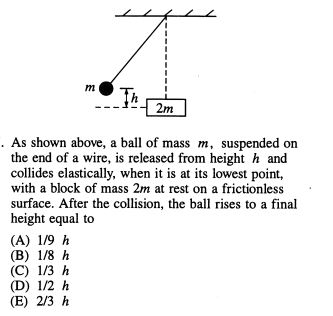 m
h
2m
. As shown above, a ball of mass m, suspended on
the end of a wire, is released from height h and
collides elastically, when it is at its lowest point,
with a block of mass 2m at rest on a frictionless
surface. After the collision, the ball rises to a final
height equal to
(A) 1/9 h
(B) 1/8 h
(C) 1/3 h
(D) 1/2 h
(E) 2/3 h